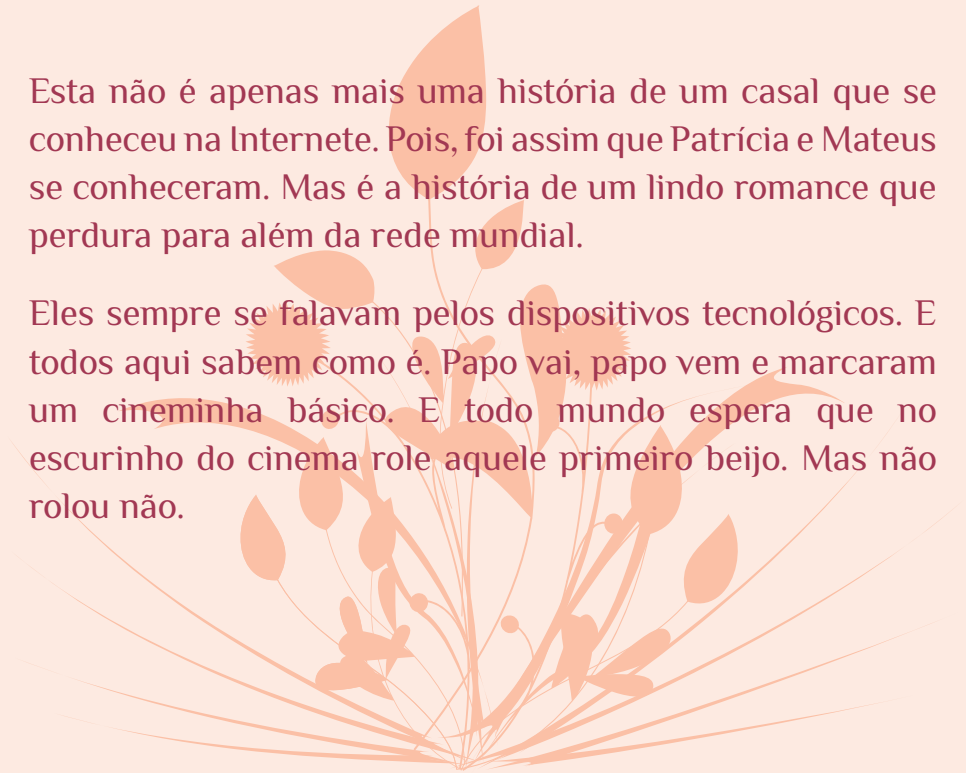 Esta não é apenas mais uma história de um casal que se
conheceu na Internete. Pois, foi assim que Patrícia e Mateus
se conheceram. Mas é a história de um lindo romance que
perdura para além da rede mundial.
Eles sempre se falavam pelos dispositivos tecnológicos. E
todos aqui sabem como é. Papo vai, papo vem e marcaram
um cineminha básico. E todo mundo espera que no
escurinho do cinema role aquele primeiro beijo. Mas não
rolou não.